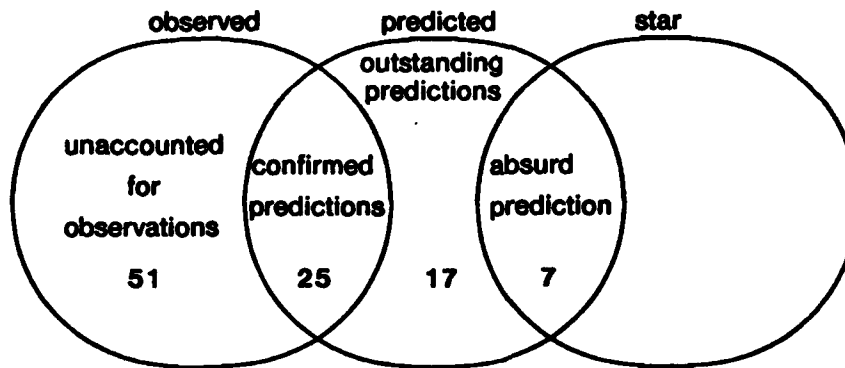 observed predicted star
outstanding
predictions
unaccounted
for
observations
confirmed
predictions
absurd
prediction
51 25 17 7